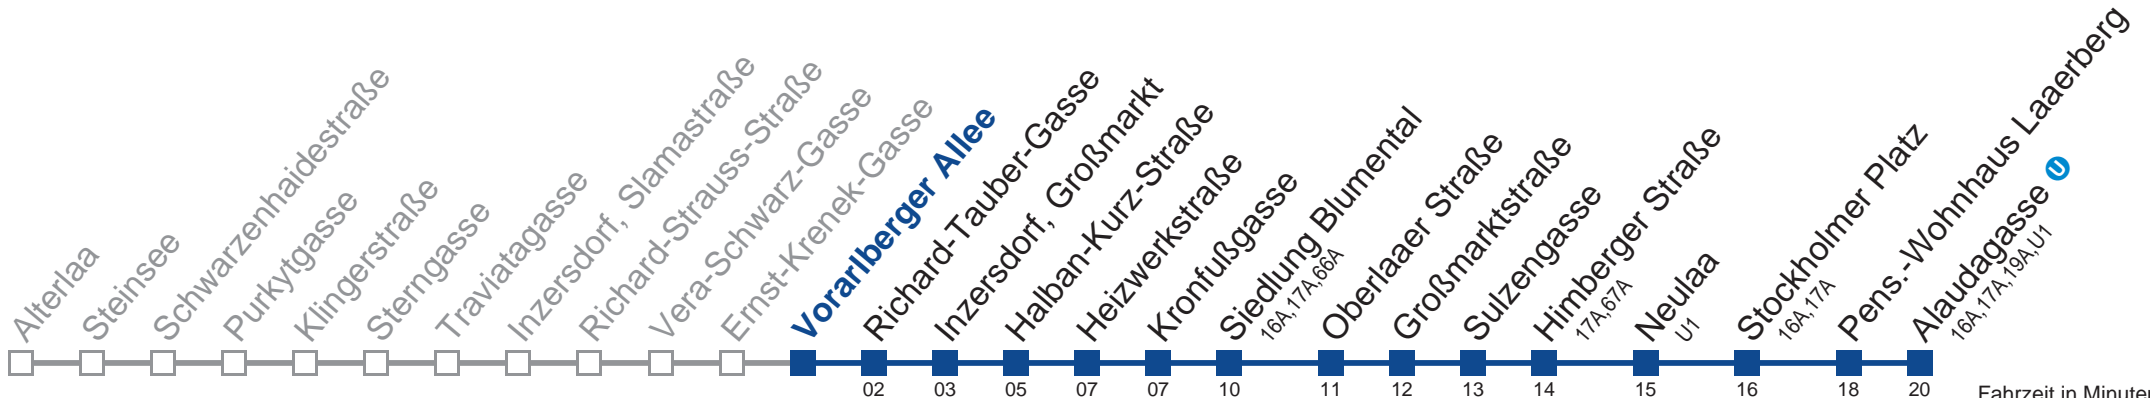 Alterlaa
Steinsee
Schwarzenhaidestraße
Purkytgasse
Klingerstraße
Sterngasse
Traviatagasse
Inzersdorf, Slamastraße
Richard-Strauss-Straße
Vera-Schwarz-Gasse
Ernst-Krenek-Gasse
Vorarlberger Allee
Richard-Tauber-Gasse
Inzersdorf, Großmarkt
Halban-Kurz-Straße
Heizwerkstraße
Kronfußgasse
Siedlung Blumental
16A,17A,66A
Oberlaaer Straße
Großmarktstraße
Sulzengasse
Himberger Straße
17A,67A
Neulaa
U1
Stockholmer Platz
16A,17A
Pens.-Wohnhaus Laaerberg
Alaudagasse U
16A,17A,19A,U1
02 03 05 07 07 10 11 12 13 14 15 16 18 20
Fahrzeit in Minuten